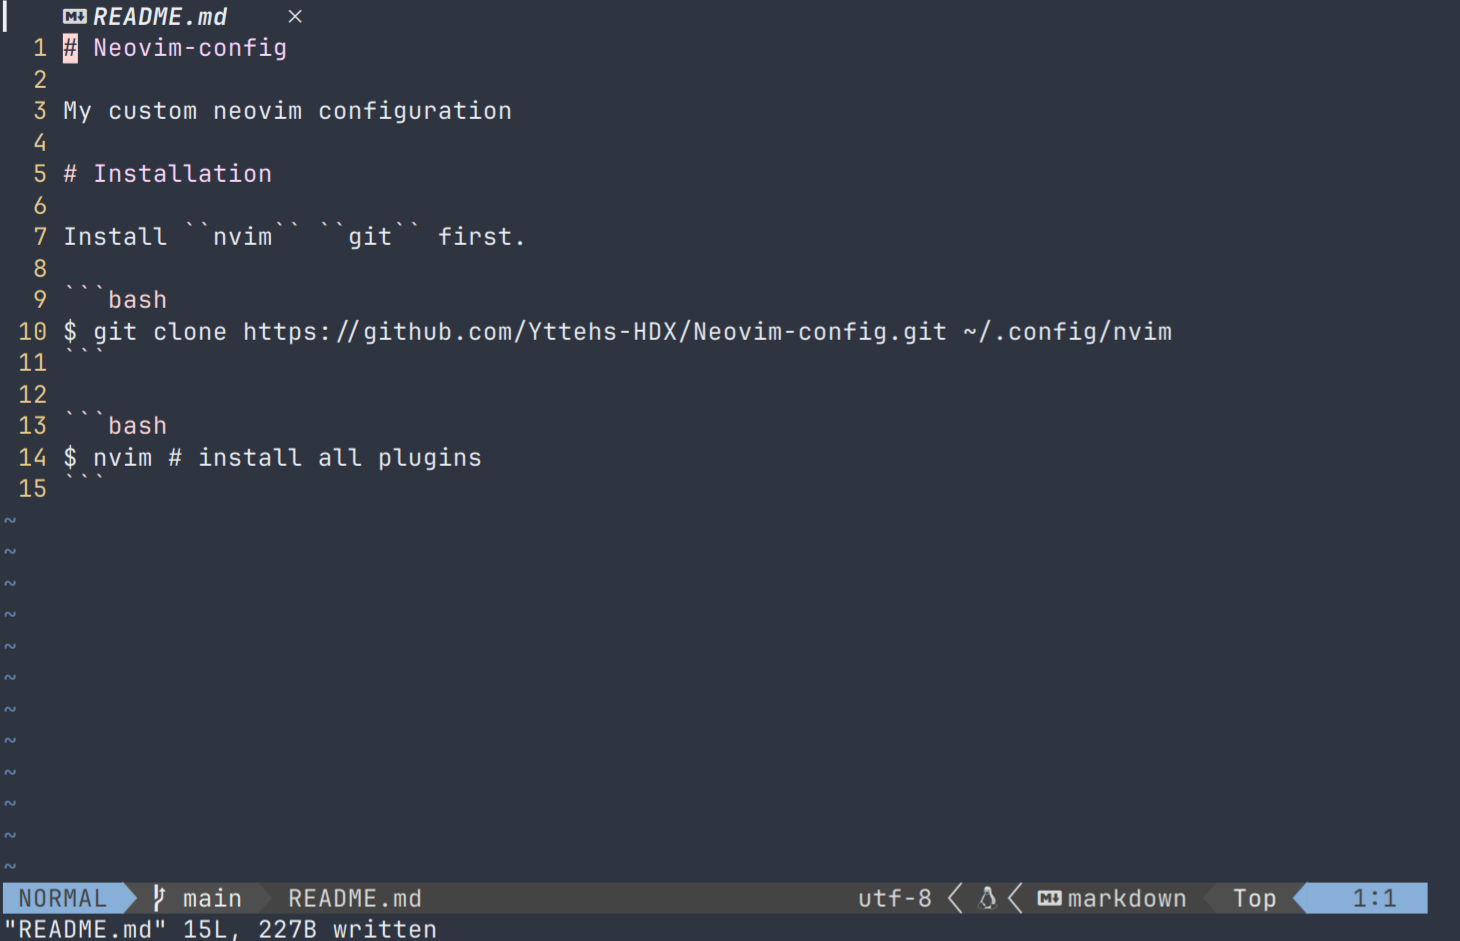 README.md ×
1 # Neovim-config
2
3 My custom neovim configuration
4
5 # Installation
6
7 Install ``nvim`` ``git`` first.
8
9 ```bash
10 $ git clone https://github.com/Yttehs-HDX/Neovim-config.git ~/.config/nvim
11 ```
12
13 ```bash
14 $ nvim # install all plugins
15 ```
~
~
~
~
~
~
~
~
~
~
~
~
NORMAL main README.md utf-8 markdown Top 1:1
"README.md" 15L, 227B written